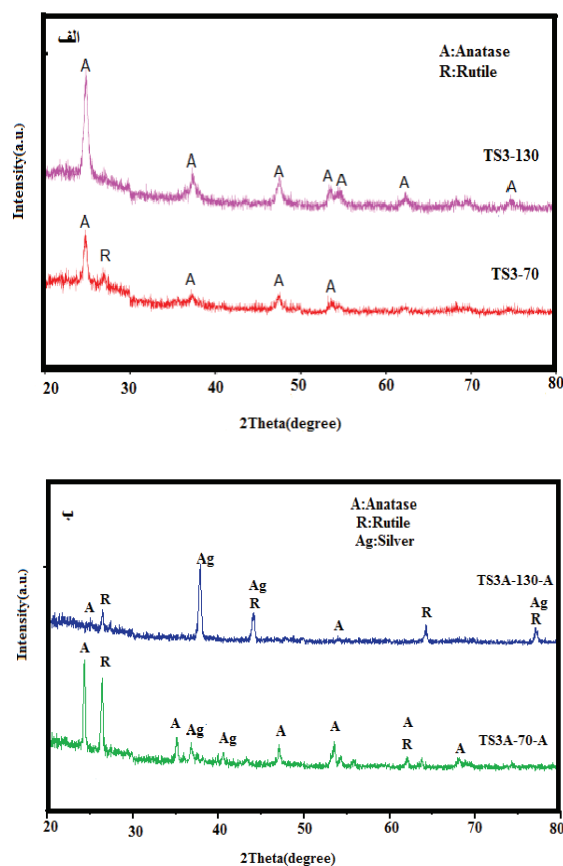 الف
A:Anatase
R:Rutile
A
TS3-130
A A A A A A
A R A A A
TS3-70
Intensity(a.u.)
20 30 40 50 60 70 80
2Theta(degree)
A:Anatase
R:Rutile
Ag:Silver
TS3A-130-A
Ag
Ag Ag
A R R A R R
TS3A-70-A
A R A Ag Ag A A A A
R
Intensity(a.u.)
20 30 40 50 60 70 80
2Theta(degree)